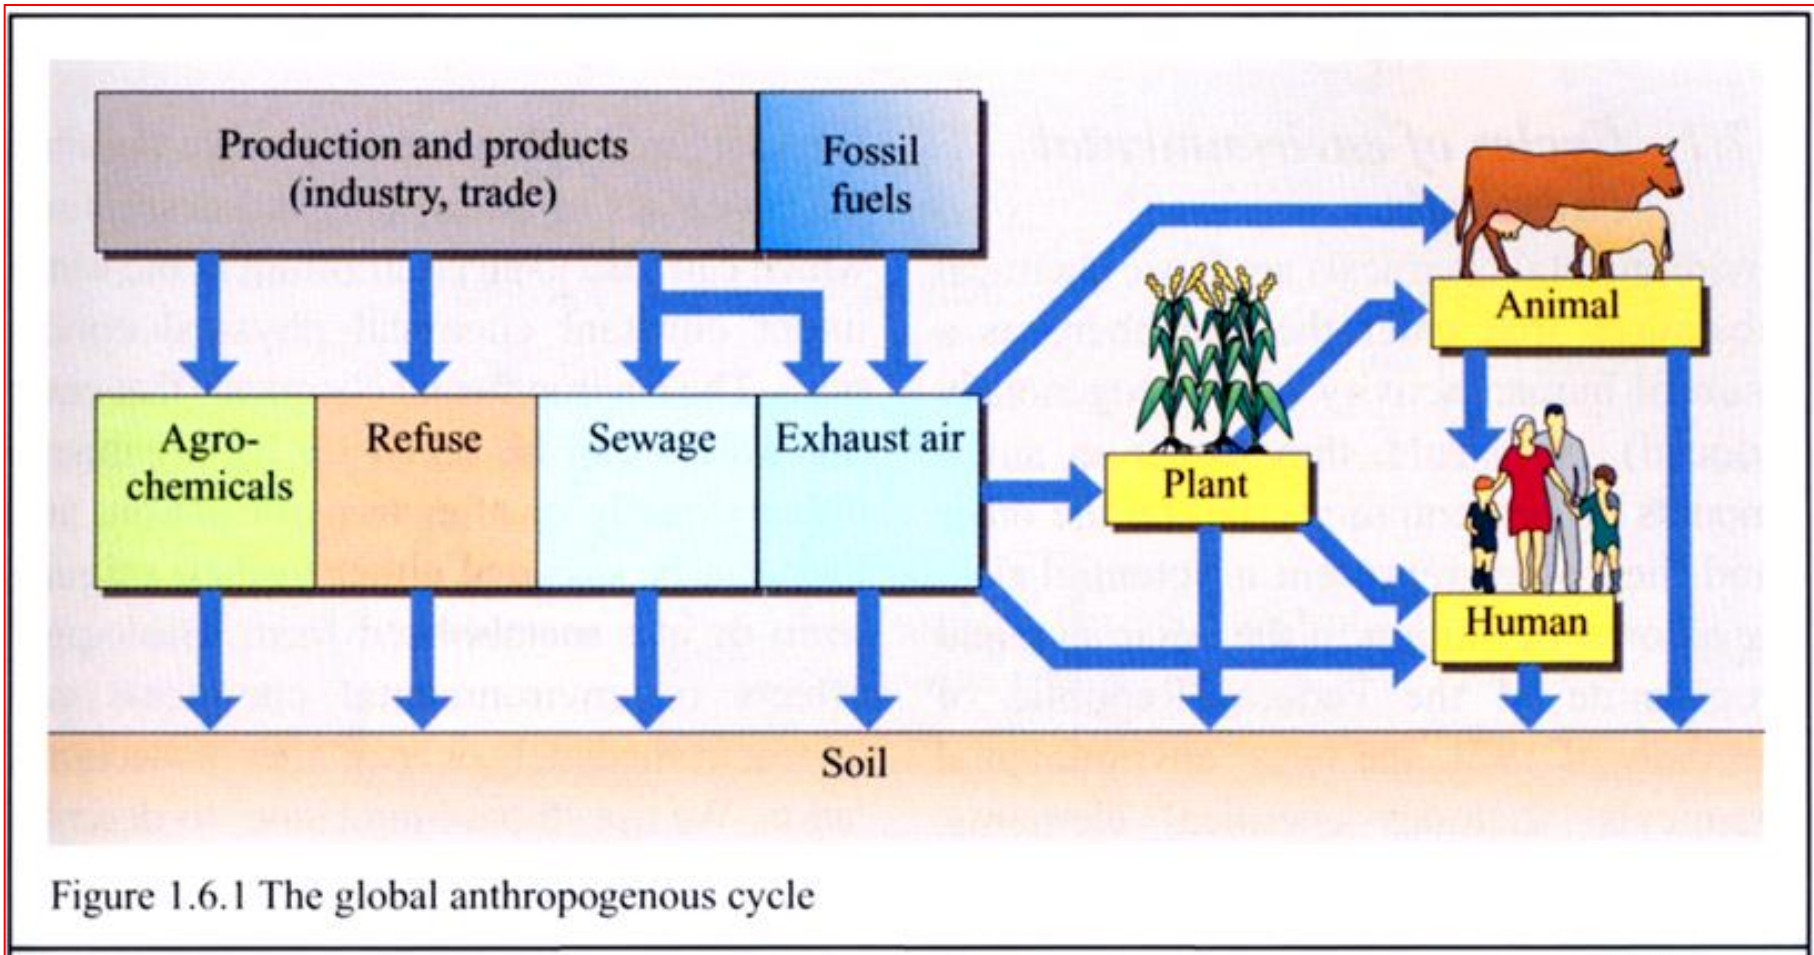 Production and products
(industry, trade)
Fossil
fuels
Agro-
chemicals
Refuse
Sewage
Exhaust air
Plant
Animal
Human
Soil
Figure 1.6.1 The global anthropogenous cycle